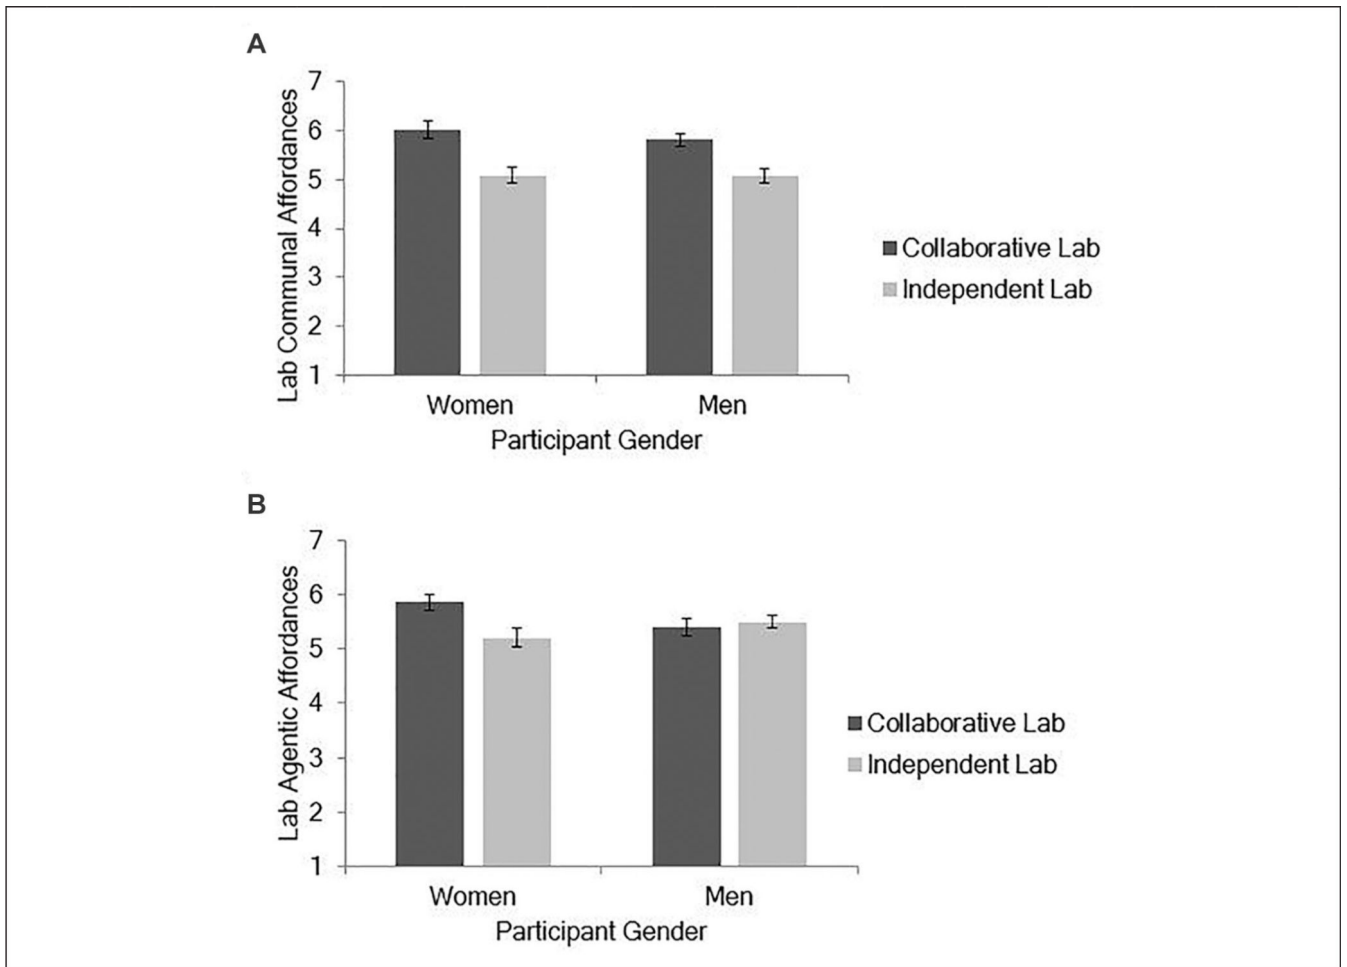 A
7
6
5
4
3
2
1
Lab Communal Affordances
Women Men
Participant Gender
Collaborative Lab
Independent Lab
B
7
6
5
4
3
2
1
Lab Agentic Affordances
Women Men
Participant Gender
Collaborative Lab
Independent Lab